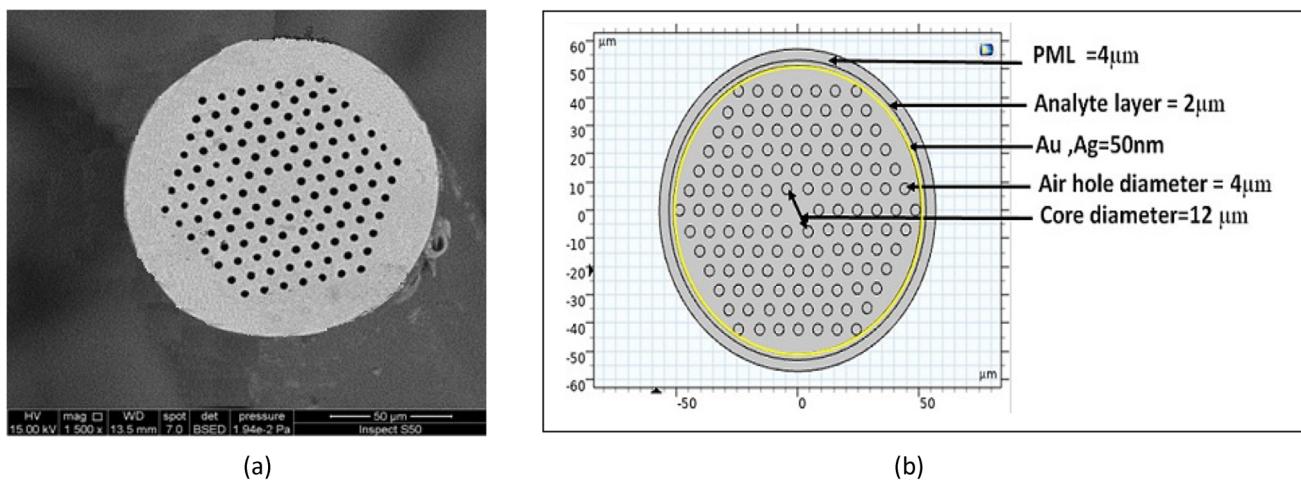 HV mag □ WD spot det pressure 50 μm
15.00 kV 1 500 x 13.5 mm 7.0 BSED 1.94e-2 Pa Inspect S50
(a)
μm
60
50
40
30
20
10
0
-10
-20
-30
-40
-50
-60
-50 0 50
μm
PML =4μm
Analyte layer = 2μm
Au ,Ag=50nm
Air hole diameter = 4μm
Core diameter=12 μm
(b)